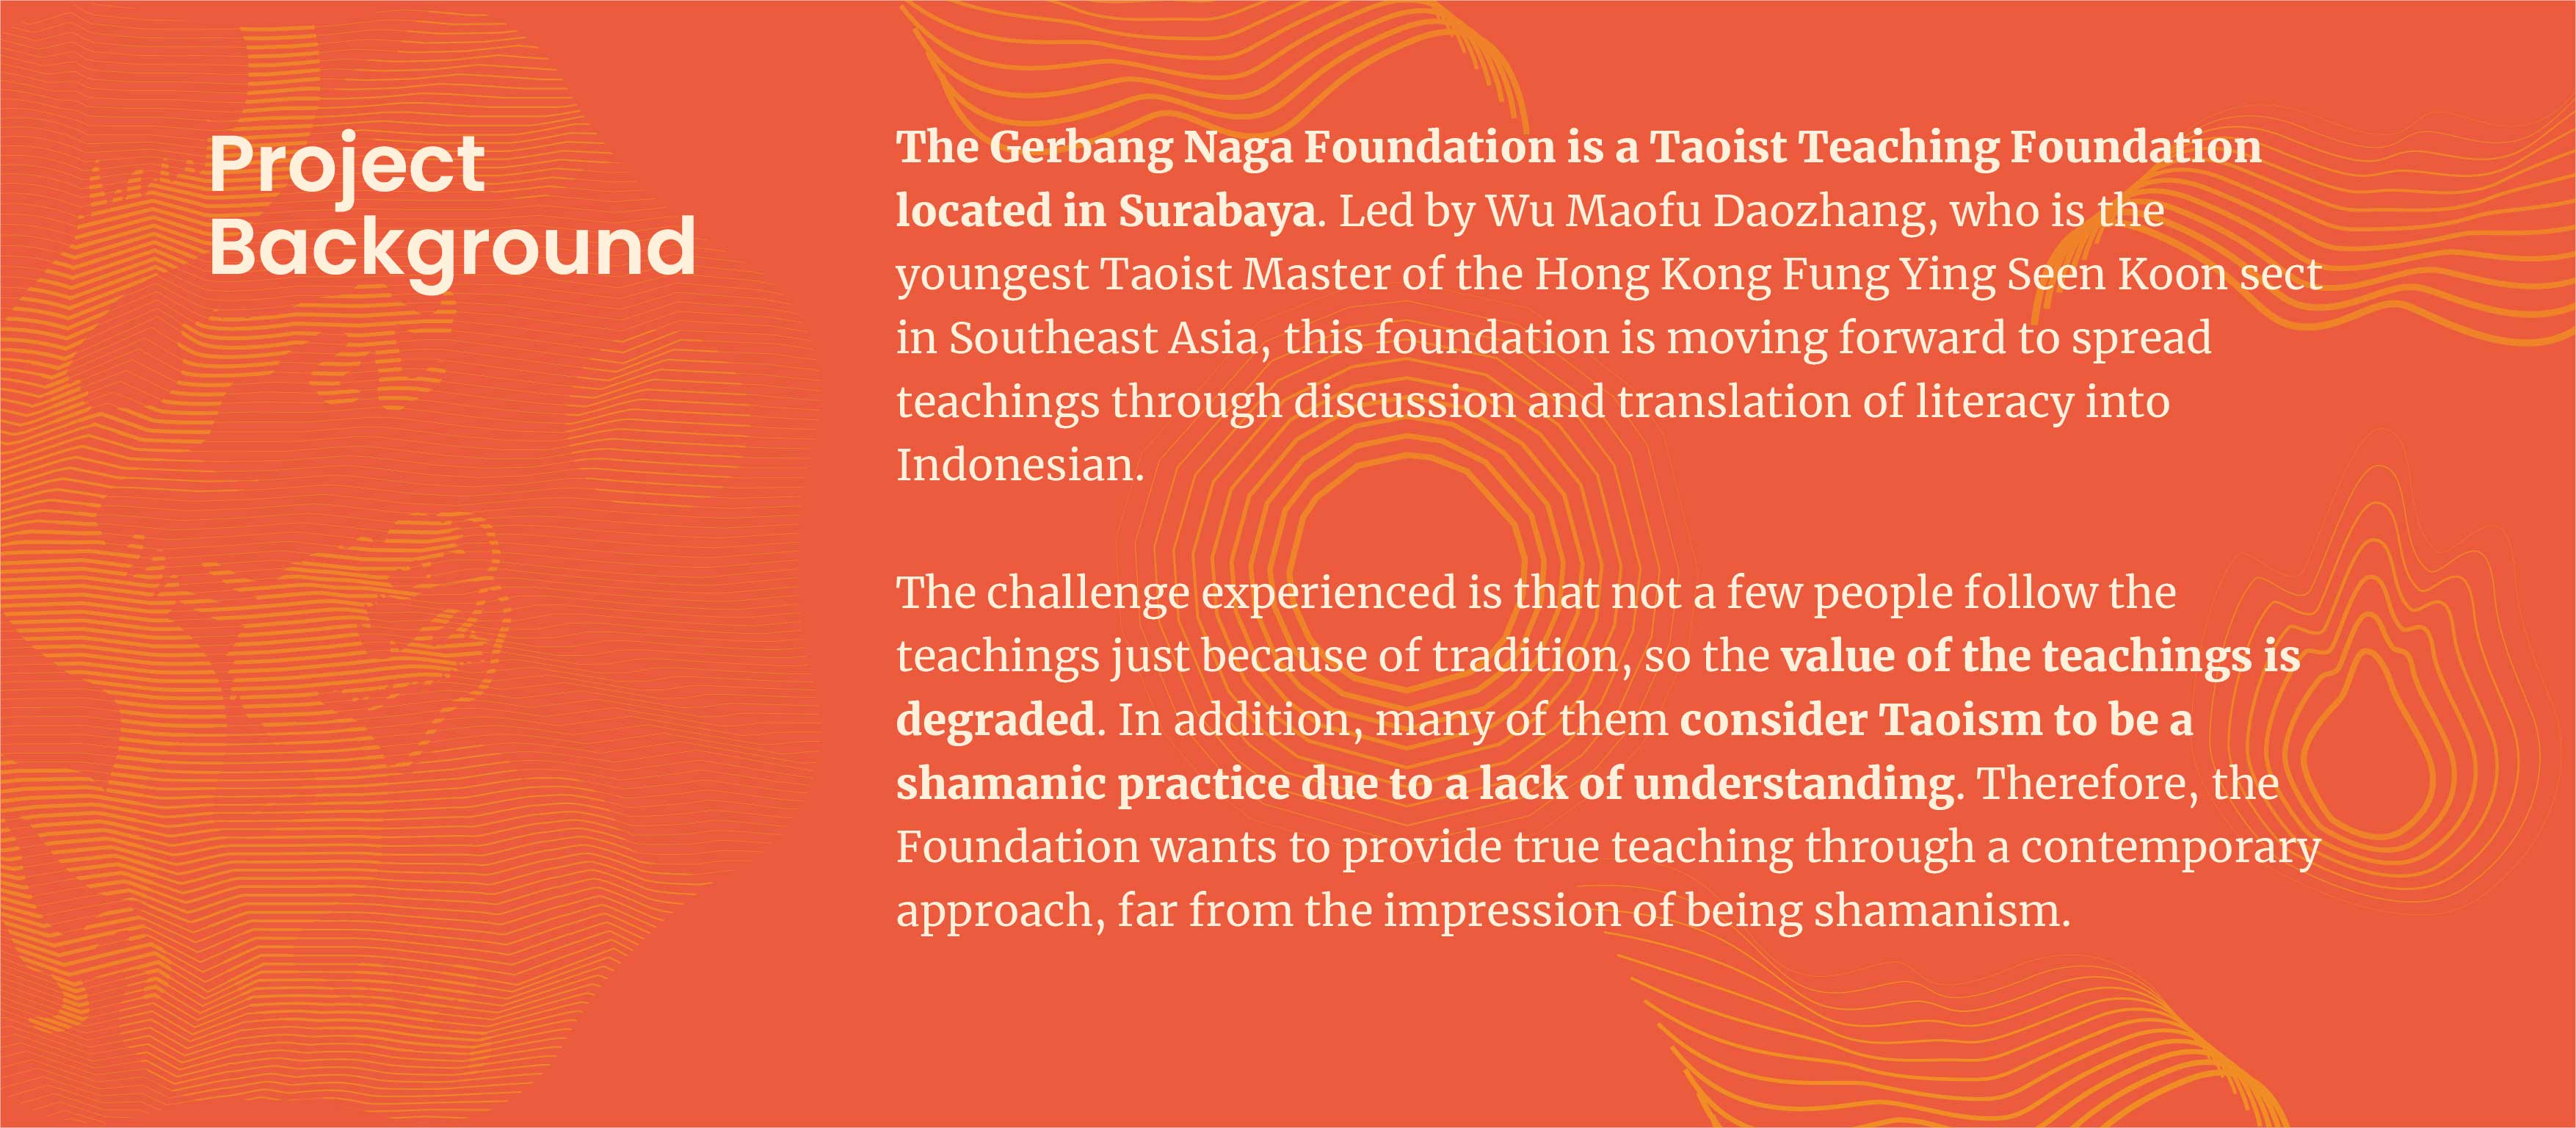 Project
Background
The Gerbang Naga Foundation is a Taoist Teaching Foundation
located in Surabaya. Led by Wu Maofu Daozhang, who is the
youngest Taoist Master of the Hong Kong Fung Ying Seen Koon sect
in Southeast Asia, this foundation is moving forward to spread
teachings through discussion and translation of literacy into
Indonesian.
The challenge experienced is that not a few people follow the
teachings just because of tradition, so the value of the teachings is
degraded. In addition, many of them consider Taoism to be a
shamanic practice due to a lack of understanding. Therefore, the
Foundation wants to provide true teaching through a contemporary
approach, far from the impression of being shamanism.